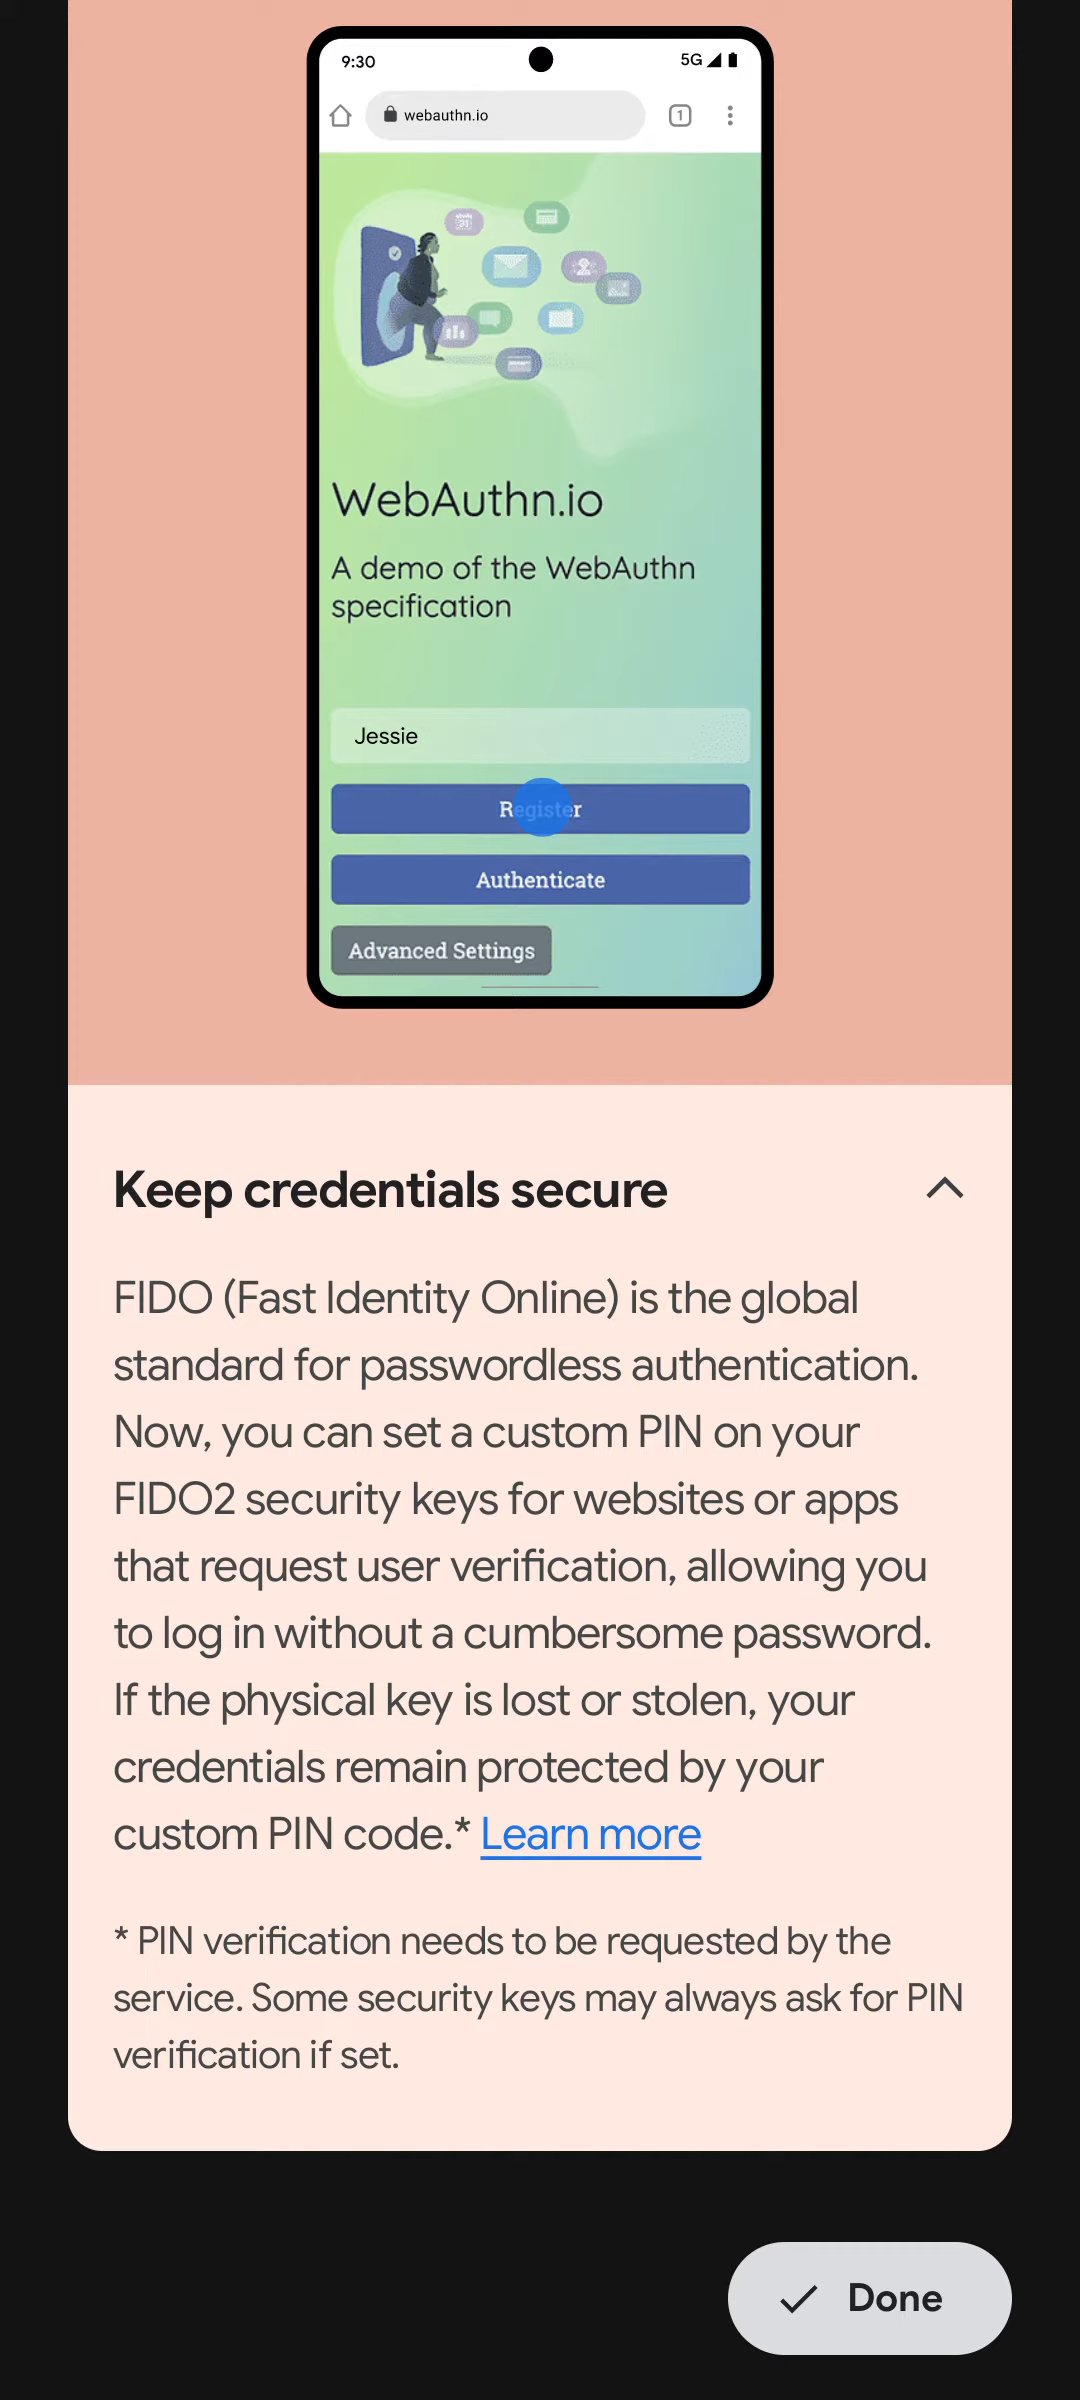 9:30
5G
webauthn.io
1
31
WebAuthn.io
A demo of the WebAuthn
specification
Jessie
Register
Authenticate
Advanced Settings
Keep credentials secure
FIDO (Fast Identity Online) is the global
standard for passwordless authentication.
Now, you can set a custom PIN on your
FIDO2 security keys for websites or apps
that request user verification, allowing you
to log in without a cumbersome password.
If the physical key is lost or stolen, your
credentials remain protected by your
custom PIN code.* Learn more
* PIN verification needs to be requested by the
service. Some security keys may always ask for PIN
verification if set.
Done